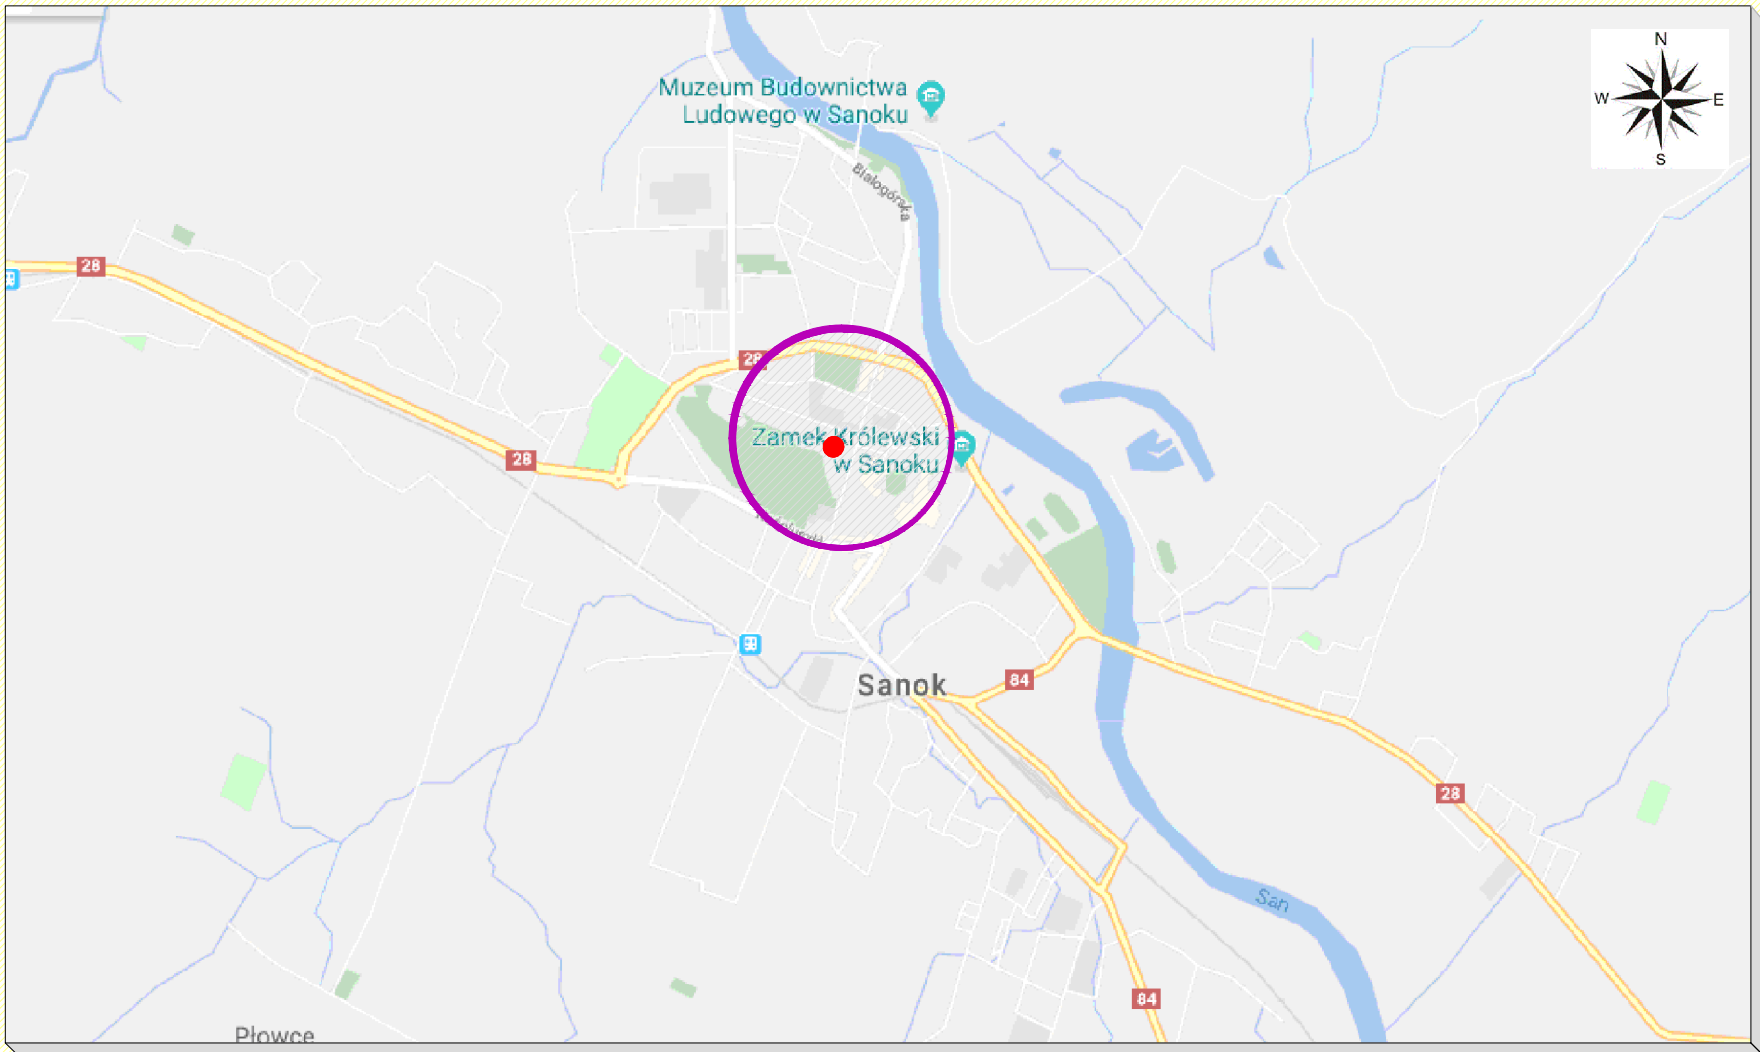 N
W
E
S
Muzeum Budownictwa
Ludowego w Sanoku
Białogórska
28
28
Zamek Królewski
w Sanoku
28
Sanok
84
28
San
84
Płowce